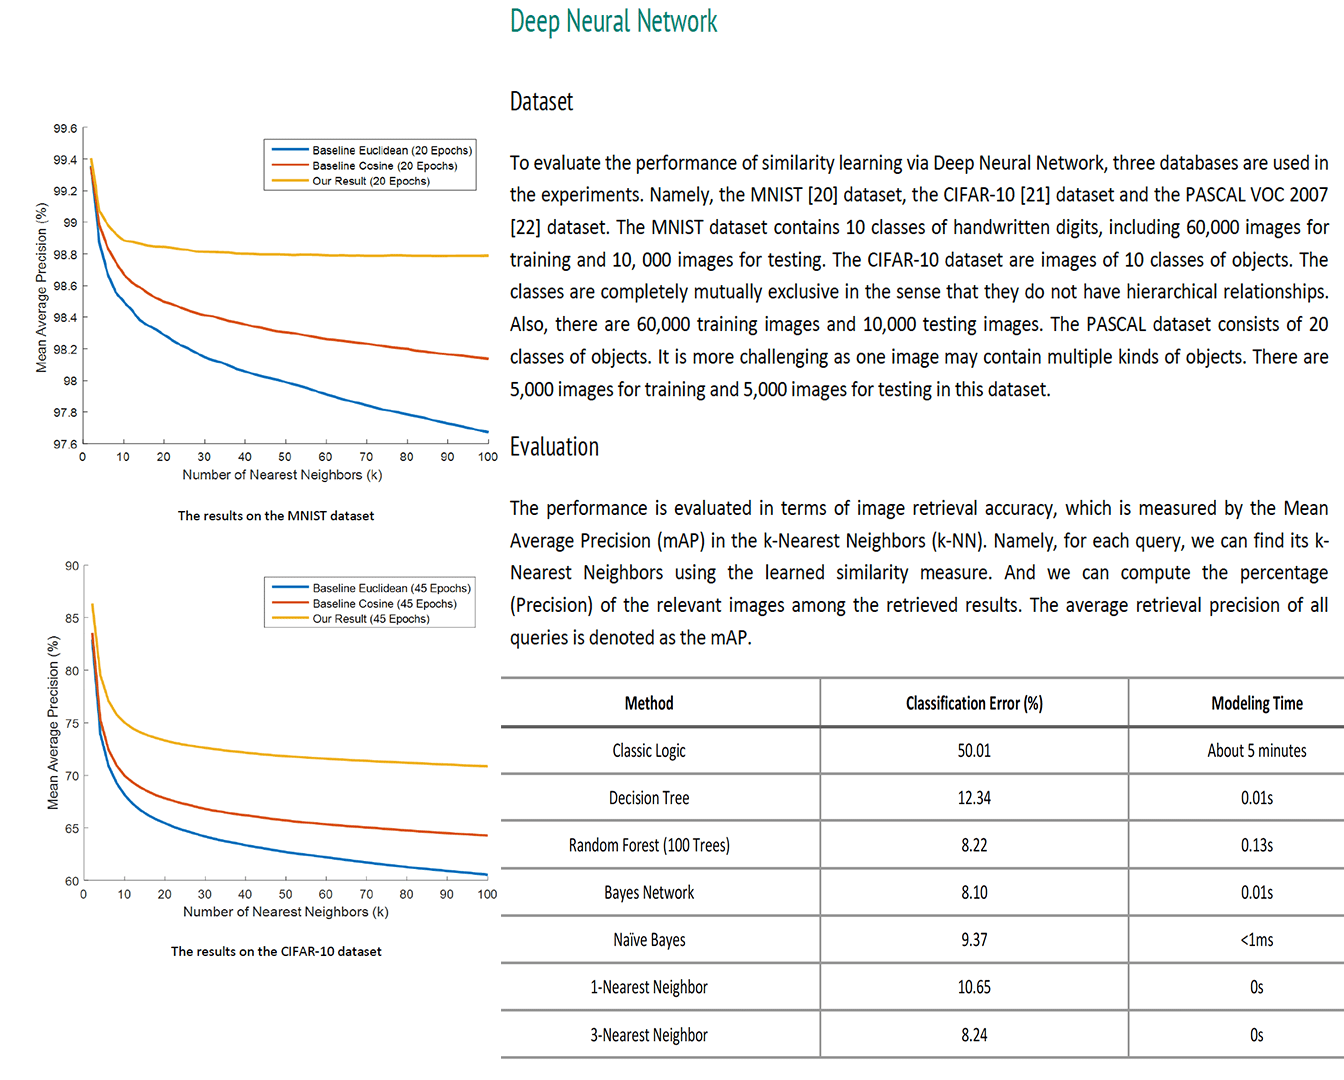 Deep Neural Network
Dataset
To evaluate the performance of similarity learning via Deep Neural Network, three databases are used in
the experiments. Namely, the MNIST [20] dataset, the CIFAR-10 [21] dataset and the PASCAL VOC 2007
[22] dataset. The MNIST dataset contains 10 classes of handwritten digits, including 60,000 images for
training and 10, 000 images for testing. The CIFAR-10 dataset are images of 10 classes of objects. The
classes are completely mutually exclusive in the sense that they do not have hierarchical relationships.
Also, there are 60,000 training images and 10,000 testing images. The PASCAL dataset consists of 20
classes of objects. It is more challenging as one image may contain multiple kinds of objects. There are
5,000 images for training and 5,000 images for testing in this dataset.
Evaluation
The performance is evaluated in terms of image retrieval accuracy, which is measured by the Mean
Average Precision (mAP) in the k-Nearest Neighbors (k-NN). Namely, for each query, we can find its k-
Nearest Neighbors using the learned similarity measure. And we can compute the percentage
(Precision) of the relevant images among the retrieved results. The average retrieval precision of all
queries is denoted as the mAP.
Method Classification Error (%) Modeling Time
Classic Logic 50.01 About 5 minutes
Decision Tree 12.34 0.01s
Random Forest (100 Trees) 8.22 0.13s
Bayes Network 8.10 0.01s
Naïve Bayes 9.37 <1ms
1-Nearest Neighbor 10.65 0s
3-Nearest Neighbor 8.24 0s
Mean Average Precision (%)
99.6
99.4
99.2
99
98.8
98.6
98.4
98.2
98
97.8
97.6
Baseline Euclidean (20 Epochs)
Baseline Cosine (20 Epochs)
Our Result (20 Epochs)
0 10 20 30 40 50 60 70 80 90 100
Number of Nearest Neighbors (k)
The results on the MNIST dataset
Mean Average Precision (%)
90
85
80
75
70
65
60
Baseline Euclidean (45 Epochs)
Baseline Cosine (45 Epochs)
Our Result (45 Epochs)
0 10 20 30 40 50 60 70 80 90 100
Number of Nearest Neighbors (k)
The results on the CIFAR-10 dataset